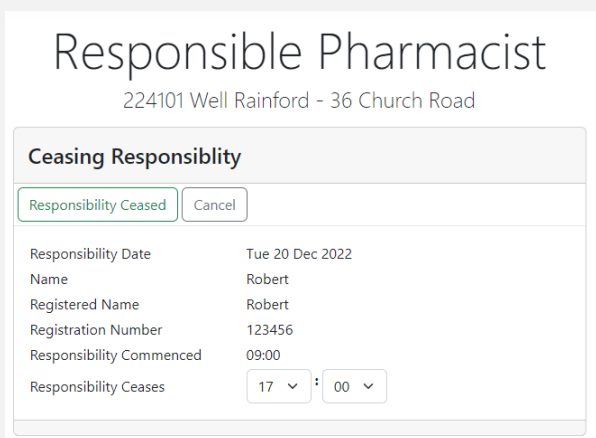 Responsible Pharmacist
224101 Well Rainford - 36 Church Road
Ceasing Responsiblity
Responsibility Ceased Cancel
Responsibility Date Tue 20 Dec 2022
Name Robert
Registered Name Robert
Registration Number 123456
Responsibility Commenced 09:00
Responsibility Ceases 17 : 00